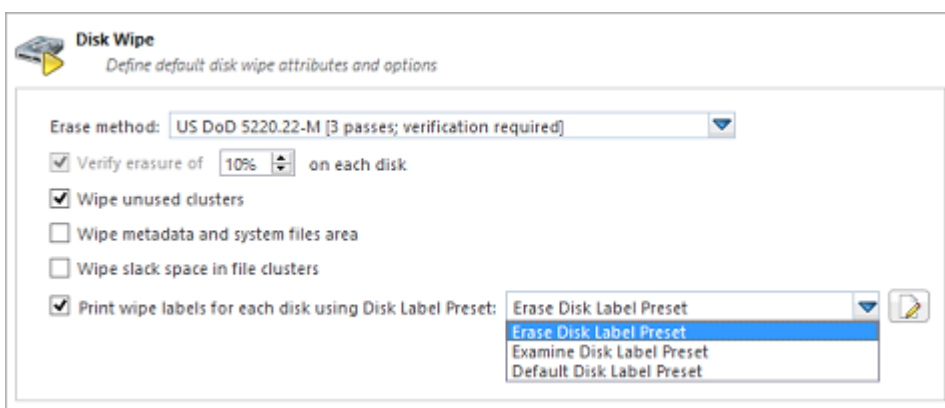 Disk Wipe
Define default disk wipe attributes and options
Erase method: US DoD 5220.22-M [3 passes; verification required]
Verify erasure of 10% on each disk
Wipe unused clusters
Wipe metadata and system files area
Wipe slack space in file clusters
Print wipe labels for each disk using Disk Label Preset: Erase Disk Label Preset
Erase Disk Label Preset
Examine Disk Label Preset
Default Disk Label Preset